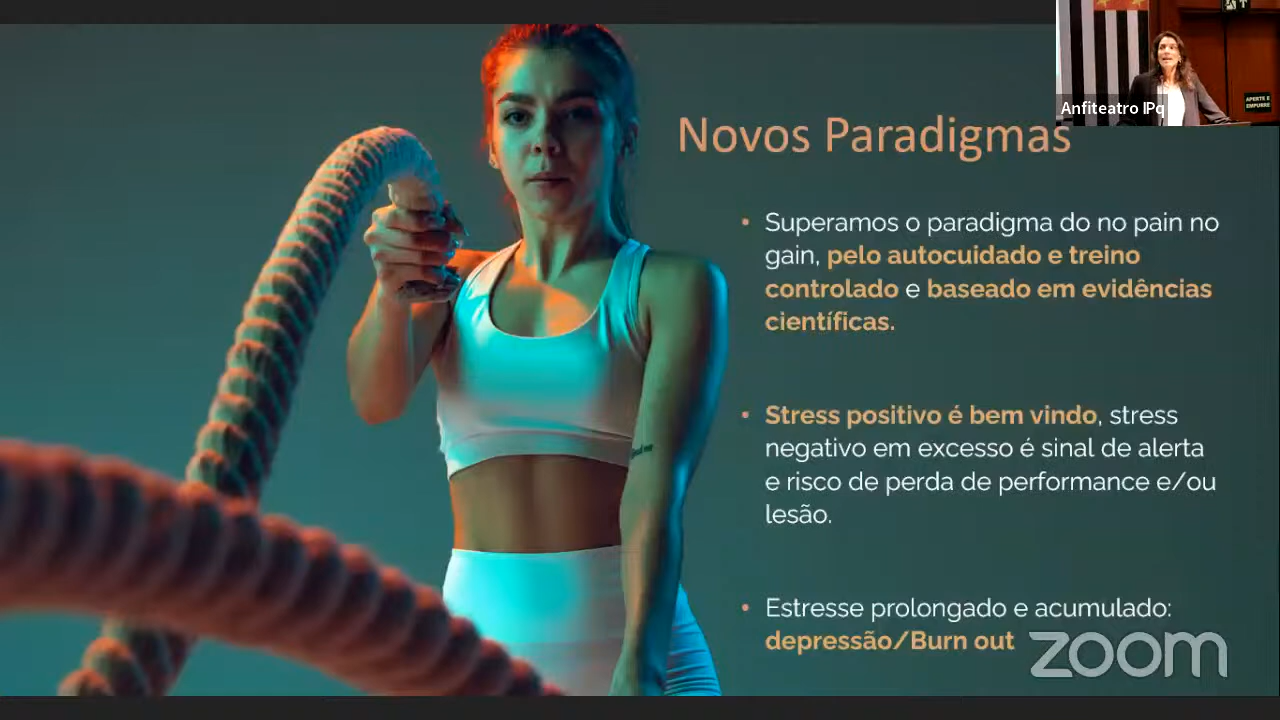 Anfiteatro IPq
APERTE E
EMPURRE
Novos Paradigmas
• Superamos o paradigma do no pain no
gain, pelo autocuidado e treino
controlado e baseado em evidências
científicas.
• Stress positivo é bem vindo, stress
negativo em excesso é sinal de alerta
e risco de perda de performance e/ou
lesão.
• Estresse prolongado e acumulado:
depressão/Burn out
zoom